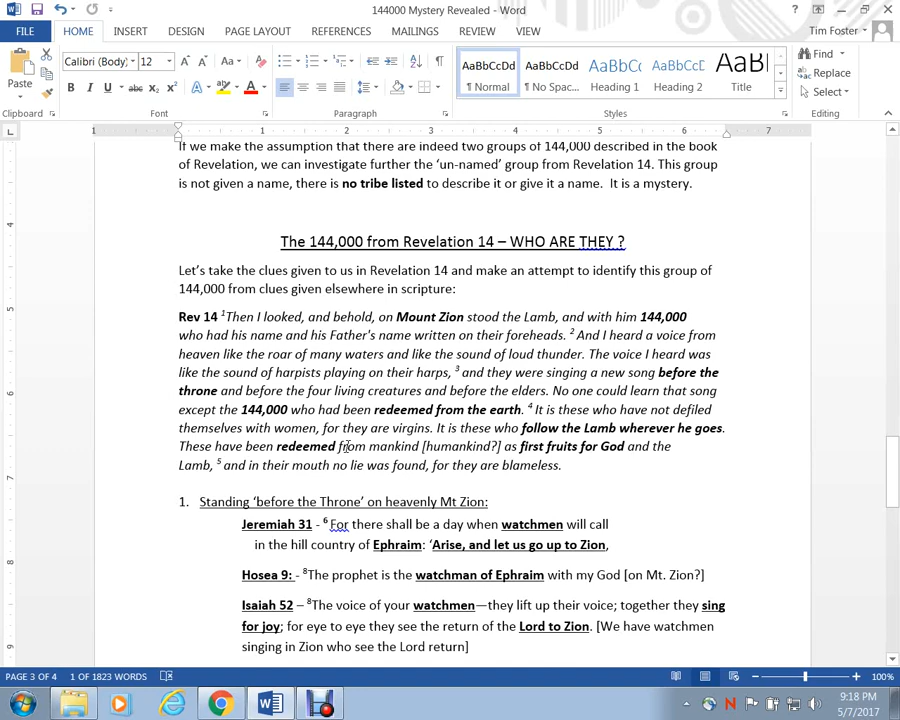 144000 Mystery Revealed - Word
Tim Foster
FILE HOME INSERT DESIGN PAGE LAYOUT REFERENCES MAILINGS REVIEW VIEW
Paste
Calibri (Body) 12
Aa
B I U abc x₂ x² A A
AaBbCcDd AaBbCcDd AaBbCc AaBbCcD AaBl
¶ Normal ¶ No Spac... Heading 1 Heading 2 Title
Find
Replace
Select
Clipboard Font Paragraph Styles Editing
1 1 2 3 4 5 6 7
If we make the assumption that there are indeed two groups of 144,000 described in the book
of Revelation, we can investigate further the ‘un-named’ group from Revelation 14. This group
is not given a name, there is no tribe listed to describe it or give it a name. It is a mystery.
The 144,000 from Revelation 14 – WHO ARE THEY ?
Let’s take the clues given to us in Revelation 14 and make an attempt to identify this group of
144,000 from clues given elsewhere in scripture:
Rev 14 ¹Then I looked, and behold, on Mount Zion stood the Lamb, and with him 144,000
who had his name and his Father's name written on their foreheads. ² And I heard a voice from
heaven like the roar of many waters and like the sound of loud thunder. The voice I heard was
like the sound of harpists playing on their harps, ³ and they were singing a new song before the
throne and before the four living creatures and before the elders. No one could learn that song
except the 144,000 who had been redeemed from the earth. ⁴ It is these who have not defiled
themselves with women, for they are virgins. It is these who follow the Lamb wherever he goes.
These have been redeemed from mankind [humankind?] as first fruits for God and the
Lamb, ⁵ and in their mouth no lie was found, for they are blameless.
1. Standing ‘before the Throne’ on heavenly Mt Zion:
Jeremiah 31 - ⁶ For there shall be a day when watchmen will call
in the hill country of Ephraim: ‘Arise, and let us go up to Zion,
Hosea 9: - ⁸The prophet is the watchman of Ephraim with my God [on Mt. Zion?]
Isaiah 52 – ⁸The voice of your watchmen—they lift up their voice; together they sing
for joy; for eye to eye they see the return of the Lord to Zion. [We have watchmen
singing in Zion who see the Lord return]
4
5
6
7
8
9
PAGE 3 OF 4 1 OF 1823 WORDS 100%
9:18 PM
5/7/2017